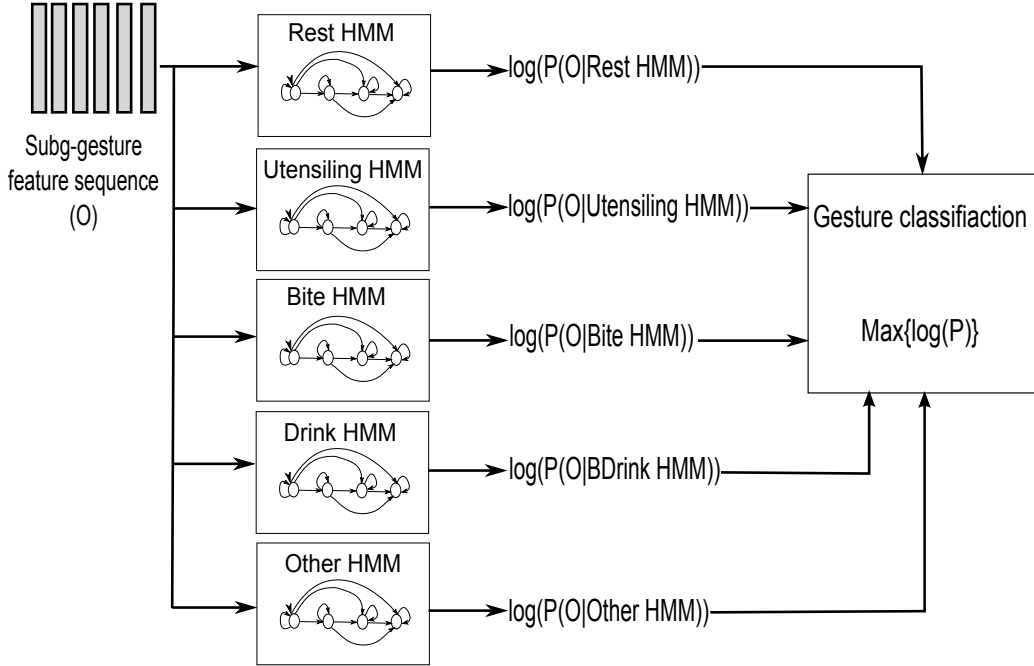 Rest HMM
log(P(O|Rest HMM))
Subg-gesture
feature sequence
(O)
Utensiling HMM
log(P(O|Utensiling HMM))
Gesture classifiaction
Max{log(P)}
Bite HMM
log(P(O|Bite HMM))
Drink HMM
log(P(O|BDrink HMM))
Other HMM
log(P(O|Other HMM))